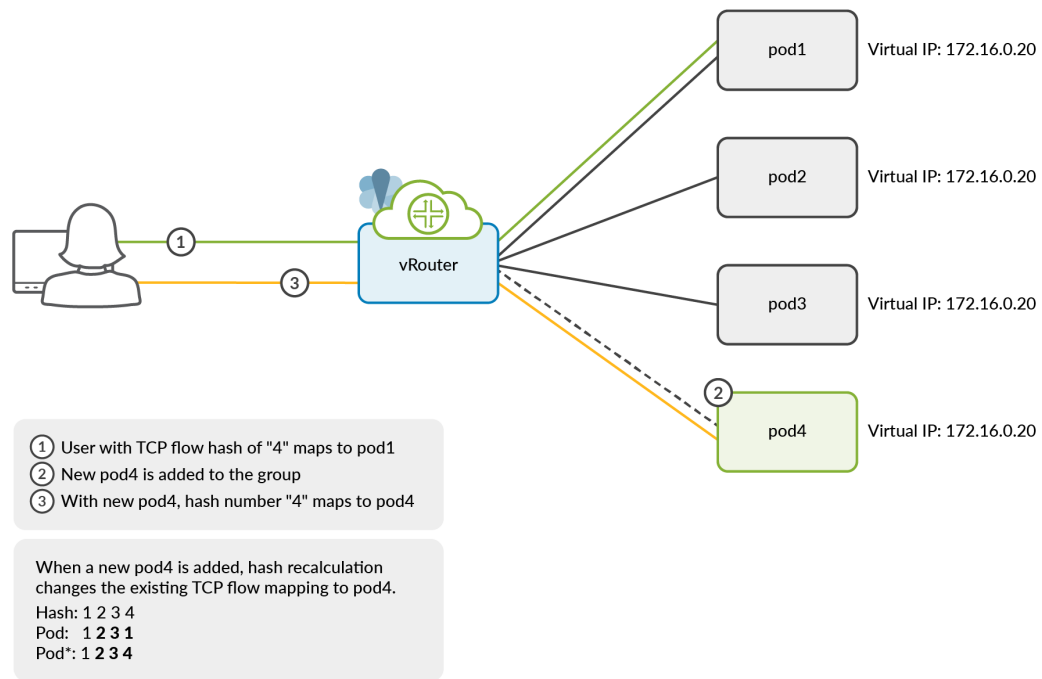 pod1
Virtual IP: 172.16.0.20
pod2
Virtual IP: 172.16.0.20
1
vRouter
3
pod3
Virtual IP: 172.16.0.20
2
pod4
Virtual IP: 172.16.0.20
1 User with TCP flow hash of "4" maps to pod1
2 New pod4 is added to the group
3 With new pod4, hash number "4" maps to pod4
When a new pod4 is added, hash recalculation
changes the existing TCP flow mapping to pod4.
Hash: 1 2 3 4
Pod: 1 2 3 1
Pod*: 1 2 3 4